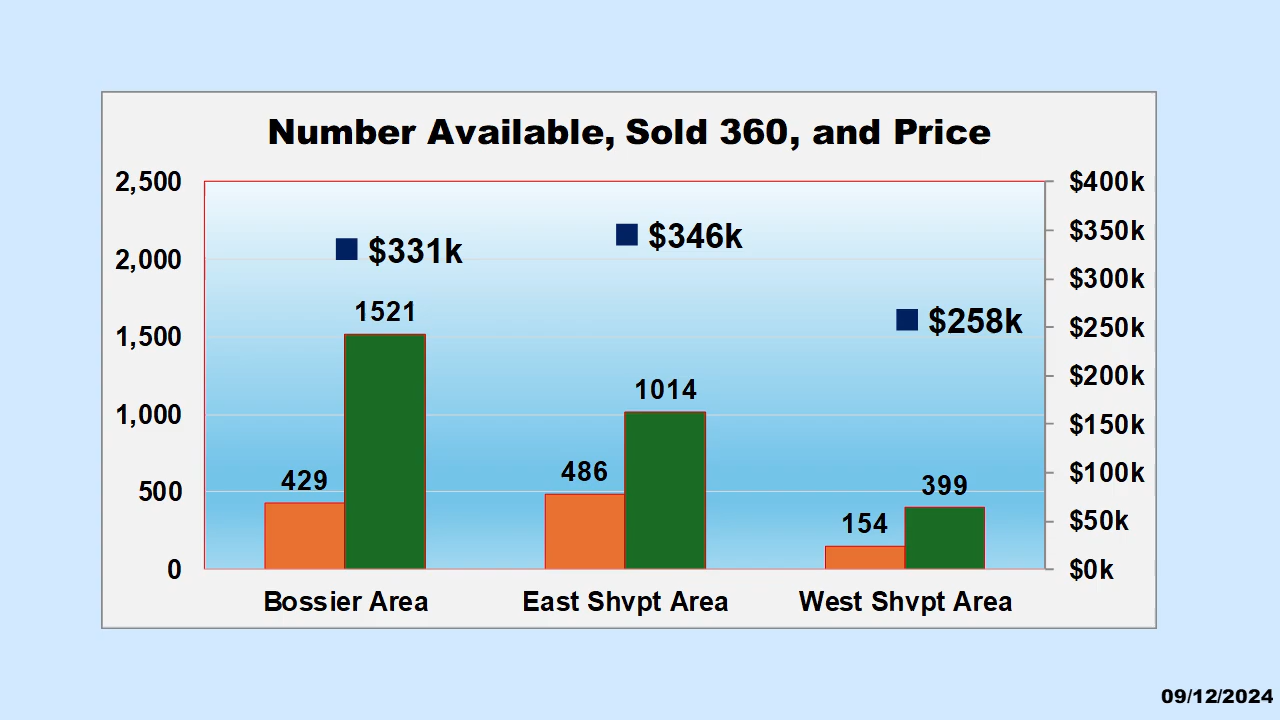 Number Available, Sold 360, and Price
2,500
2,000
1,500
1,000
500
0
$400k
$350k
$300k
$250k
$200k
$150k
$100k
$50k
$0k
$331k
$346k
$258k
1521
1014
399
429
486
154
Bossier Area
East Shvpt Area
West Shvpt Area
09/12/2024